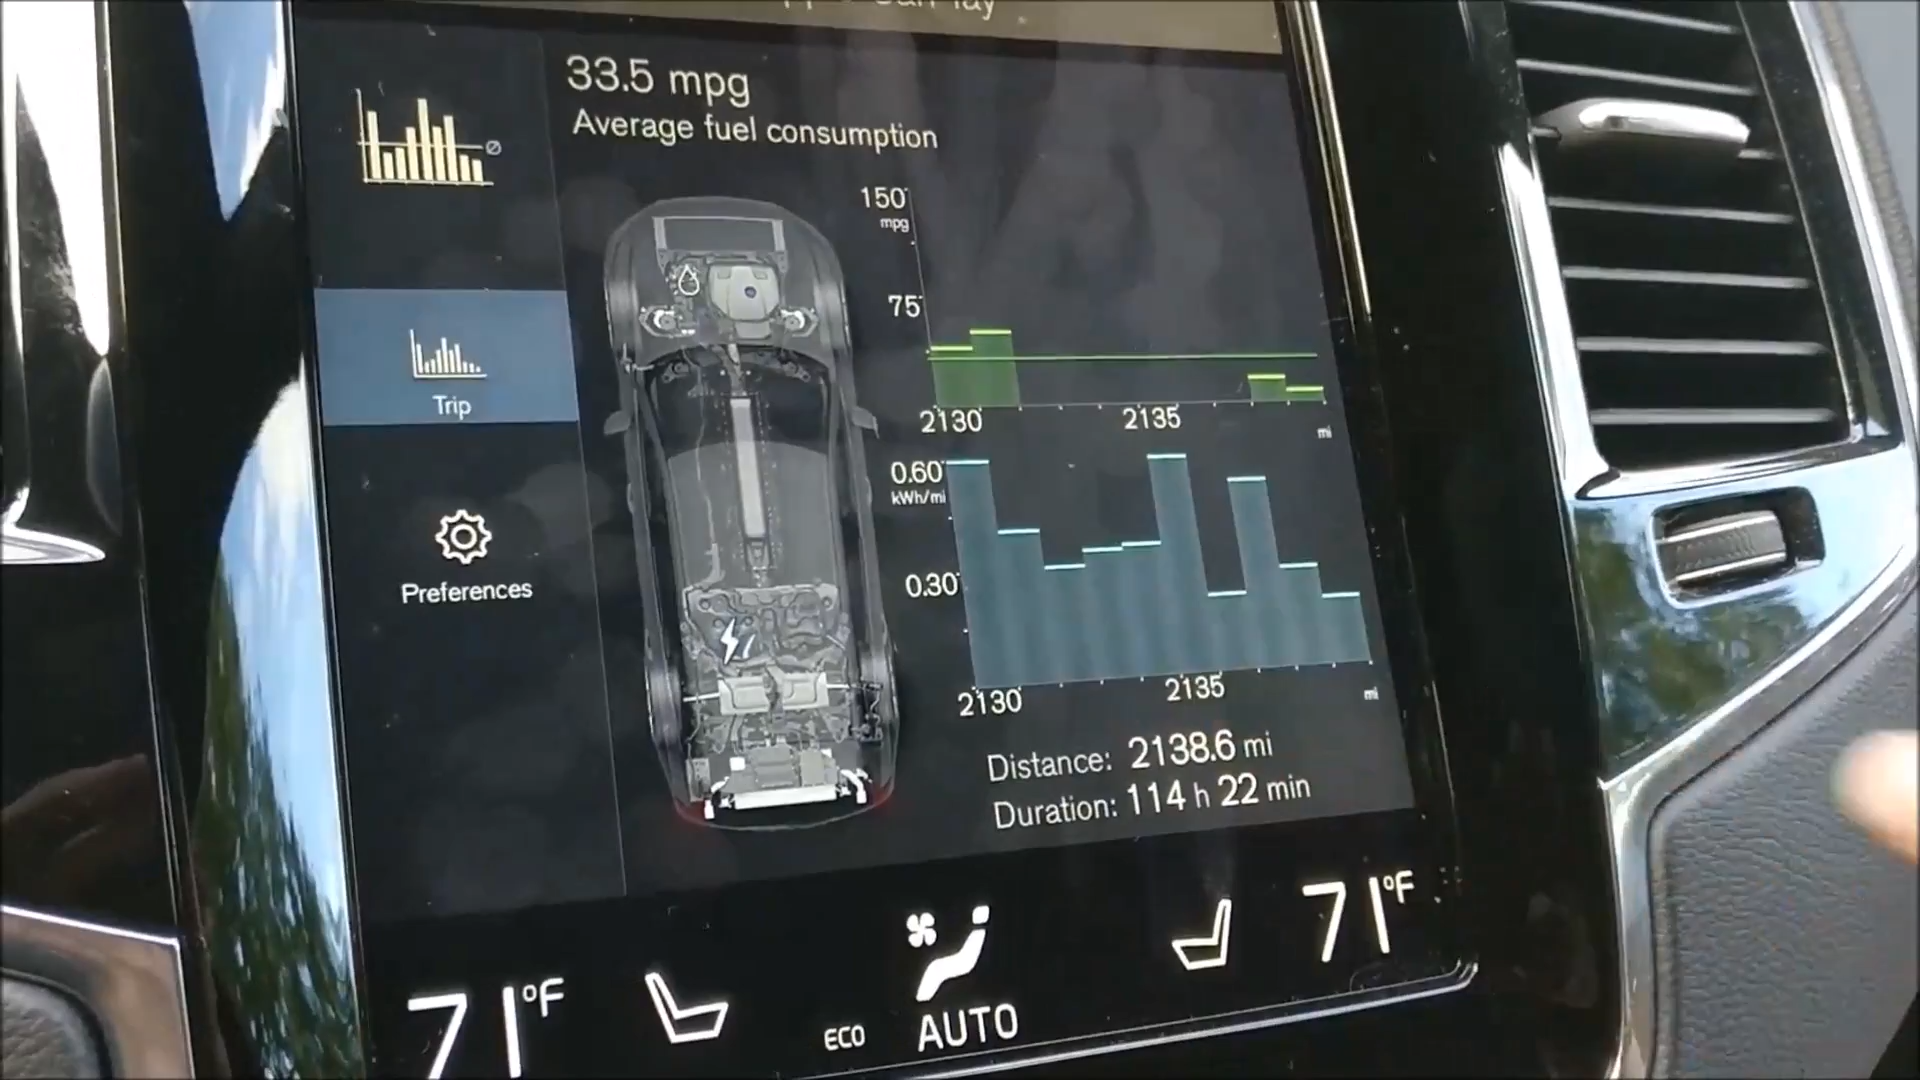 33.5 mpg
Average fuel consumption
150
mpg
75
2130
2135
mi
Trip
0.60
kWh/mi
0.30
Preferences
2130
2135
mi
Distance: 2138.6 mi
Duration: 114 h 22 min
71°F
ECO
AUTO
71°F